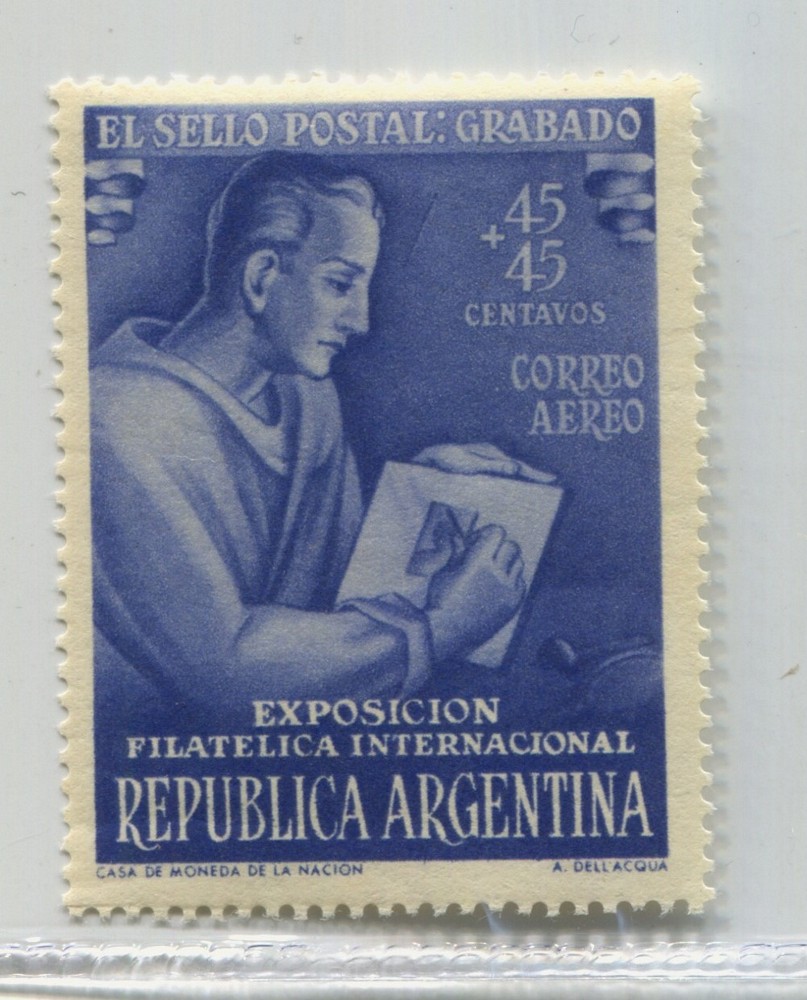 EL SELLO POSTAL: GRABADO
45
+45
CENTAVOS
CORREO
AEREO
EXPOSICION
FILATELICA INTERNACIONAL
REPUBLICA ARGENTINA
CASA DE MONEDA DE LA NACION A. DELL'ACQUA